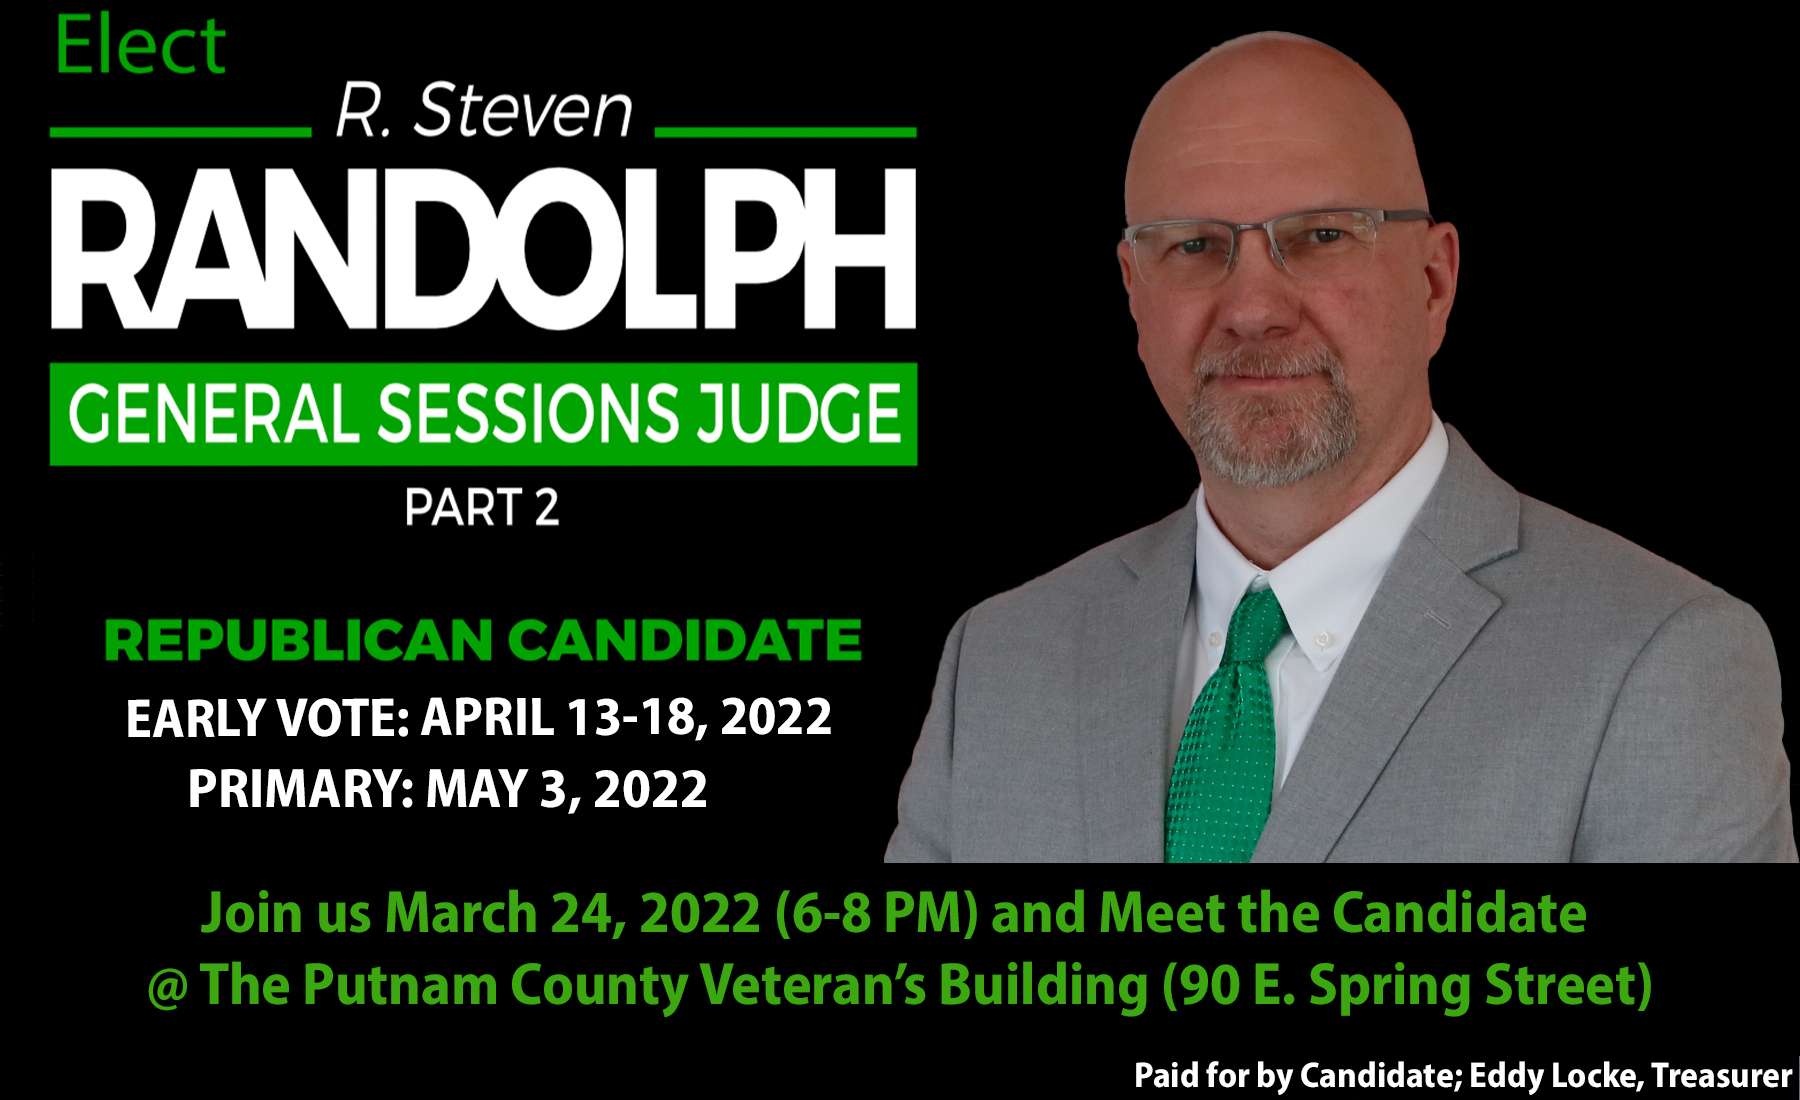 Elect
R. Steven
RANDOLPH
GENERAL SESSIONS JUDGE
PART 2
REPUBLICAN CANDIDATE
EARLY VOTE: APRIL 13-18, 2022
PRIMARY: MAY 3, 2022
Join us March 24, 2022 (6-8 PM) and Meet the Candidate
@ The Putnam County Veteran’s Building (90 E. Spring Street)
Paid for by Candidate; Eddy Locke, Treasurer